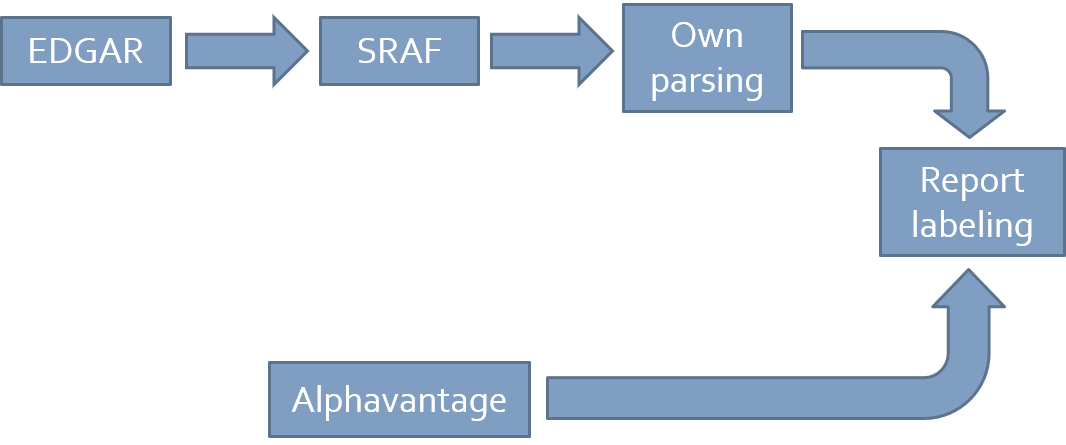 EDGAR
SRAF
Own
parsing
Report
labeling
Alphavantage